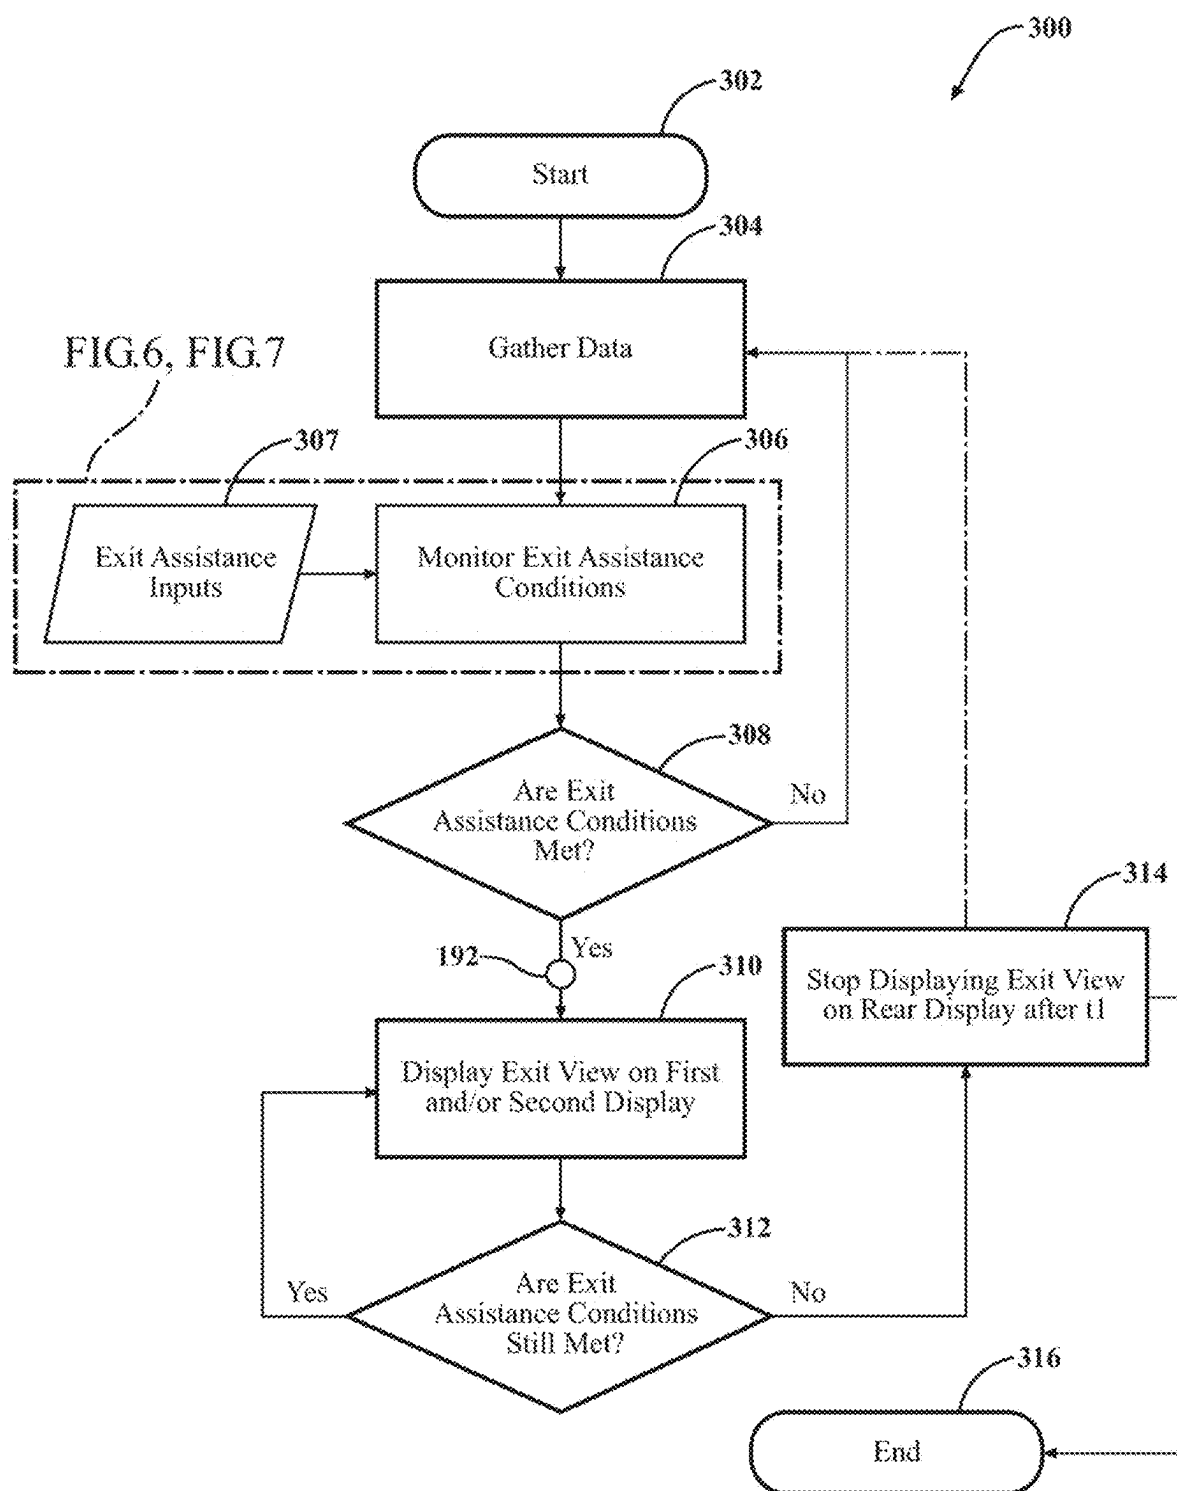 300
302
Start
304
Gather Data
FIG.6, FIG.7
307
306
Exit Assistance
Inputs
Monitor Exit Assistance
Conditions
308
Are Exit
Assistance Conditions
Met?
No
314
192
Yes
310
Stop Displaying Exit View
on Rear Display after t1
Display Exit View on First
and/or Second Display
312
Yes
Are Exit
Assistance Conditions
Still Met?
No
316
End